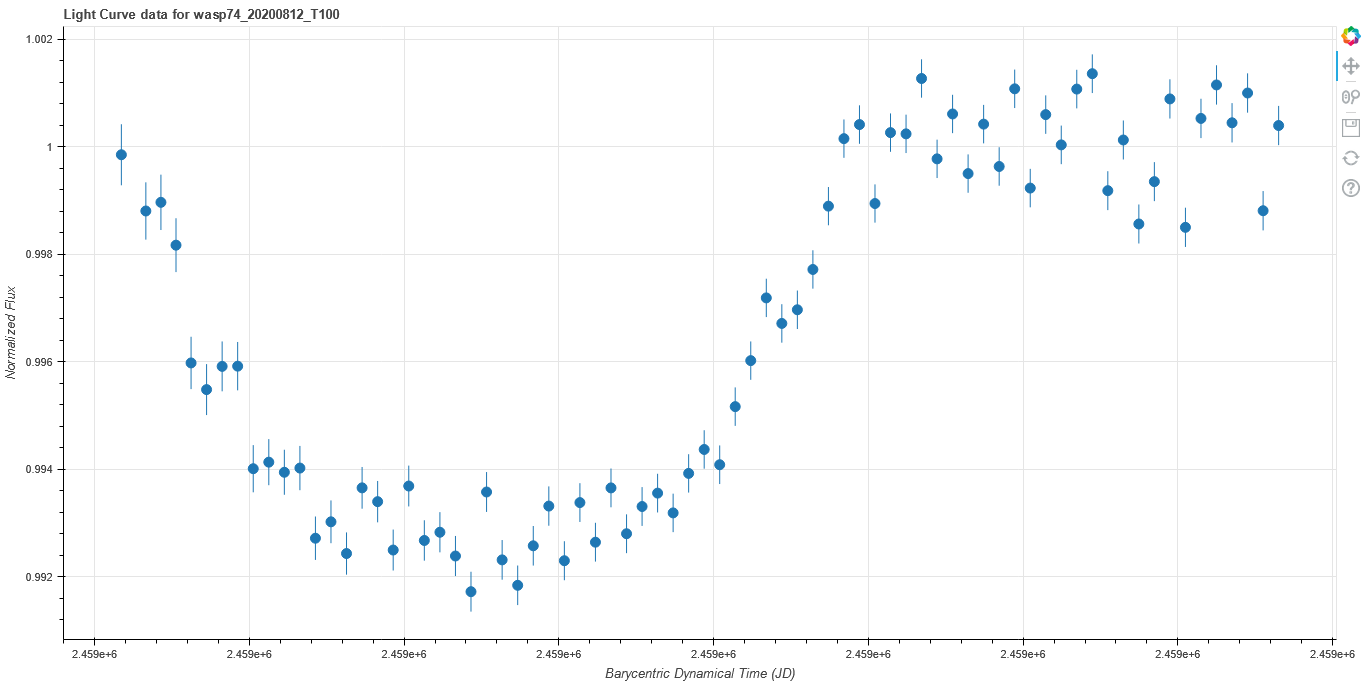 Light Curve data for wasp74_20200812_T100
1.002
1
0.998
0.996
0.994
0.992
Normalized Flux
2.459e+6 2.459e+6 2.459e+6 2.459e+6 2.459e+6 2.459e+6 2.459e+6 2.459e+6 2.459e+6
Barycentric Dynamical Time (JD)